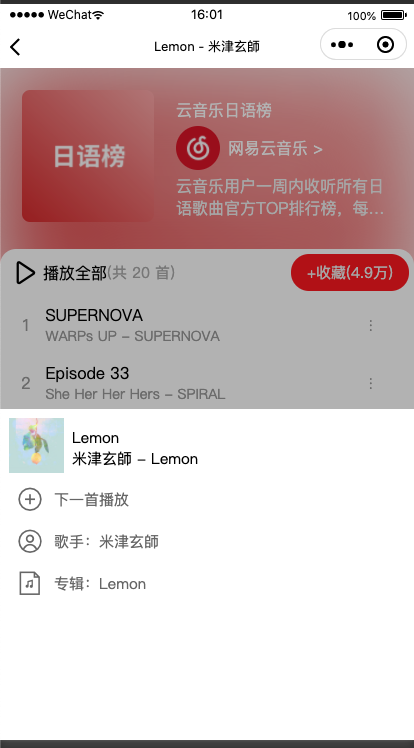 WeChat
16:01
100%
Lemon - 米津玄師
日语榜
云音乐日语榜
网易云音乐 >
云音乐用户一周内收听所有日
语歌曲官方TOP排行榜，每...
播放全部(共 20 首)
+收藏(4.9万)
1
SUPERNOVA
WARPs UP - SUPERNOVA
2
Episode 33
She Her Her Hers - SPIRAL
Lemon
米津玄師 - Lemon
下一首播放
歌手：米津玄師
专辑：Lemon